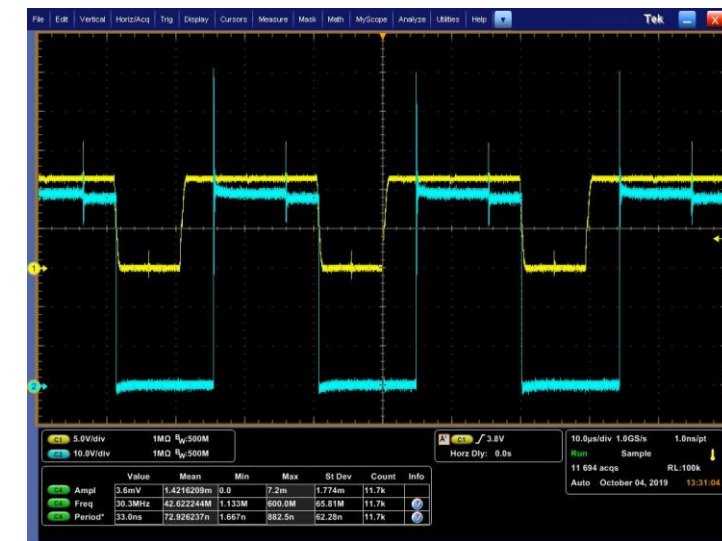 File Edit Vertical Horiz/Acq Trig Display Cursors Measure Mask Math MyScope Analyze Utilities Help Tek X
1
2
C1 5.0V/div 1MΩ BW:500M
C2 10.0V/div 1MΩ BW:500M
A' C1 3.8V
Horz Dly: 0.0s
10.0µs/div 1.0GS/s 1.0ns/pt
Run Sample
11 694 acqs RL:100k
Auto October 04, 2019 13:31:04
Value Mean Min Max St Dev Count Info
C4 Ampl 3.6mV 1.4216209m 0.0 7.2m 1.774m 11.7k
C4 Freq 30.3MHz 42.622244M 1.133M 600.0M 65.81M 11.7k
C4 Period* 33.0ns 72.926237n 1.667n 882.5n 62.28n 11.7k